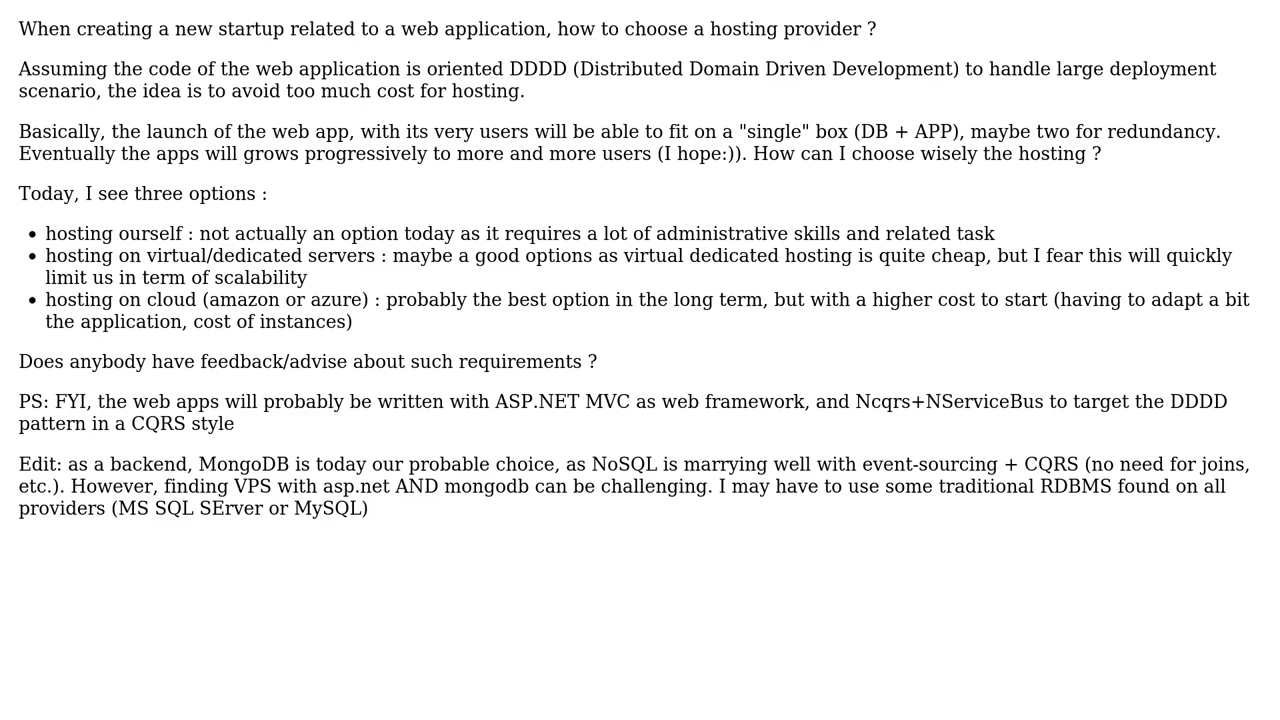 When creating a new startup related to a web application, how to choose a hosting provider ?
Assuming the code of the web application is oriented DDDD (Distributed Domain Driven Development) to handle large deployment
scenario, the idea is to avoid too much cost for hosting.
Basically, the launch of the web app, with its very users will be able to fit on a "single" box (DB + APP), maybe two for redundancy.
Eventually the apps will grows progressively to more and more users (I hope:)). How can I choose wisely the hosting ?
Today, I see three options :
• hosting ourself : not actually an option today as it requires a lot of administrative skills and related task
• hosting on virtual/dedicated servers : maybe a good options as virtual dedicated hosting is quite cheap, but I fear this will quickly
limit us in term of scalability
• hosting on cloud (amazon or azure) : probably the best option in the long term, but with a higher cost to start (having to adapt a bit
the application, cost of instances)
Does anybody have feedback/advise about such requirements ?
PS: FYI, the web apps will probably be written with ASP.NET MVC as web framework, and Ncqrs+NServiceBus to target the DDDD
pattern in a CQRS style
Edit: as a backend, MongoDB is today our probable choice, as NoSQL is marrying well with event-sourcing + CQRS (no need for joins,
etc.). However, finding VPS with asp.net AND mongodb can be challenging. I may have to use some traditional RDBMS found on all
providers (MS SQL SErver or MySQL)